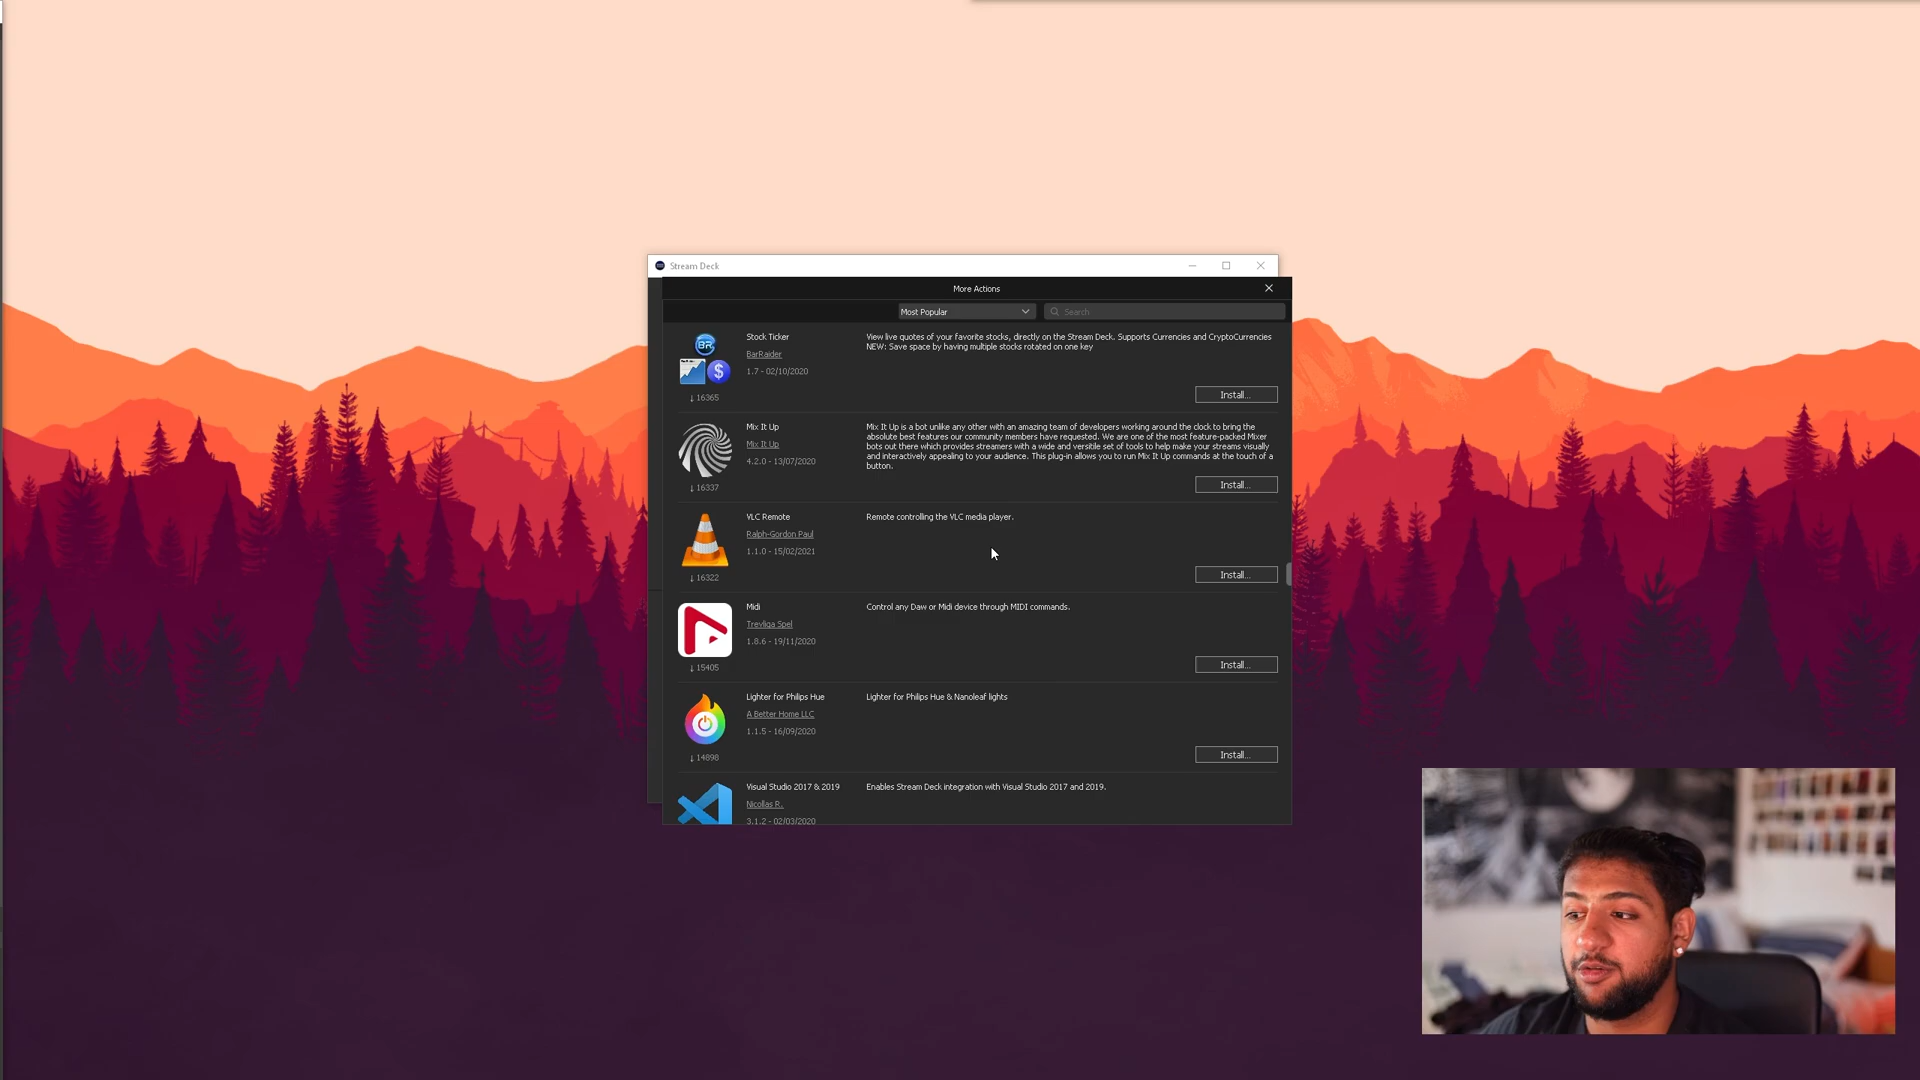 Stream Deck
More Actions
Most Popular
Search
Stock Ticker
View live quotes of your favorite stocks, directly on the Stream Deck. Supports Currencies and CryptoCurrencies
NEW: Save space by having multiple stocks rotated on one key
BarRaider
1.7 - 02/10/2020
BR
$
↓ 16365
Install...
Mix It Up
Mix It Up is a bot unlike any other with an amazing team of developers working around the clock to bring the
absolute best features our community members have requested. We are one of the most feature-packed Mixer
bots out there which provides streamers with a wide and versitile set of tools to help make your streams visually
and interactively appealing to your audience. This plug-in allows you to run Mix It Up commands at the touch of a
button.
Mix It Up
4.2.0 - 13/07/2020
↓ 16337
Install...
VLC Remote
Remote controlling the VLC media player.
Ralph-Gordon Paul
1.1.0 - 15/02/2021
↓ 16322
Install...
Midi
Control any Daw or Midi device through MIDI commands.
Trevliga Spel
1.8.6 - 19/11/2020
↓ 15405
Install...
Lighter for Philips Hue
Lighter for Philips Hue & Nanoleaf lights
A Better Home LLC
1.1.5 - 16/09/2020
↓ 14898
Install...
Visual Studio 2017 & 2019
Enables Stream Deck integration with Visual Studio 2017 and 2019.
Nicollas R.
3.1.2 - 02/03/2020